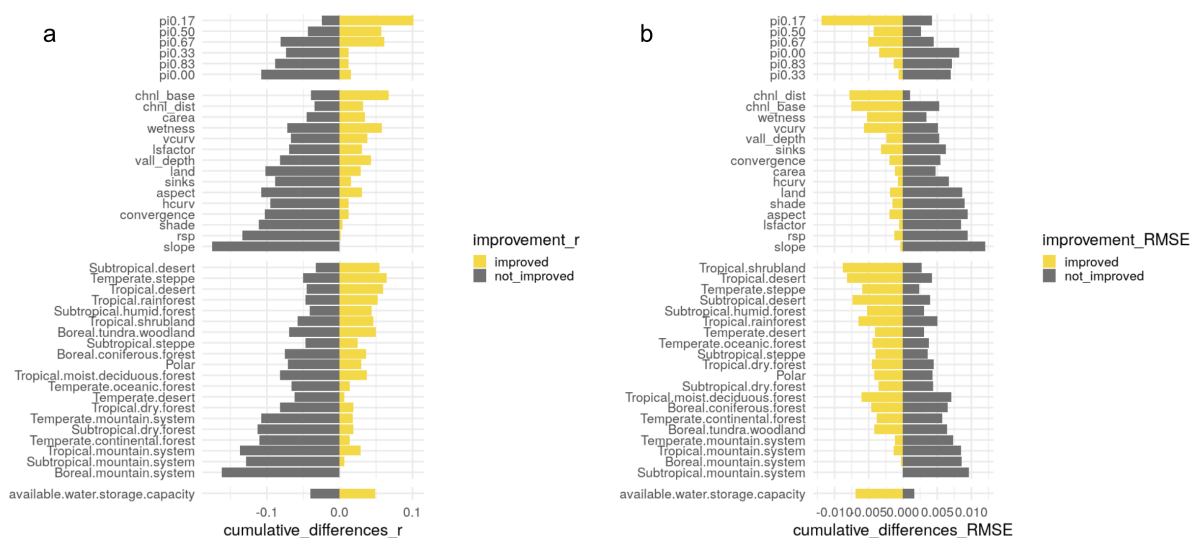 a
pi0.17
pi0.50
pi0.67
pi0.33
pi0.83
pi0.00
chnl_base
chnl_dist
carea
wetness
vcurv
lsfactor
vall_depth
land
sinks
aspect
hcurv
convergence
shade
rsp
slope
Subtropical.desert
Temperate.steppe
Tropical.desert
Tropical.rainforest
Subtropical.humid.forest
Tropical.shrubland
Boreal.tundra.woodland
Subtropical.steppe
Boreal.coniferous.forest
Polar
Tropical.moist.deciduous.forest
Temperate.oceanic.forest
Temperate.desert
Tropical.dry.forest
Temperate.mountain.system
Subtropical.dry.forest
Temperate.continental.forest
Tropical.mountain.system
Subtropical.mountain.system
Boreal.mountain.system
available.water.storage.capacity
-0.1 0.0 0.1
cumulative_differences_r
improvement_r
improved
not_improved
b
pi0.17
pi0.50
pi0.67
pi0.00
pi0.83
pi0.33
chnl_dist
chnl_base
wetness
vcurv
vall_depth
sinks
convergence
carea
hcurv
land
shade
aspect
lsfactor
rsp
slope
Tropical.shrubland
Tropical.desert
Temperate.steppe
Subtropical.desert
Subtropical.humid.forest
Tropical.rainforest
Temperate.desert
Temperate.oceanic.forest
Subtropical.steppe
Tropical.dry.forest
Polar
Subtropical.dry.forest
Tropical.moist.deciduous.forest
Boreal.coniferous.forest
Temperate.continental.forest
Boreal.tundra.woodland
Temperate.mountain.system
Tropical.mountain.system
Boreal.mountain.system
Subtropical.mountain.system
available.water.storage.capacity
-0.010 -0.005 0.000 0.005 0.010
cumulative_differences_RMSE
improvement_RMSE
improved
not_improved